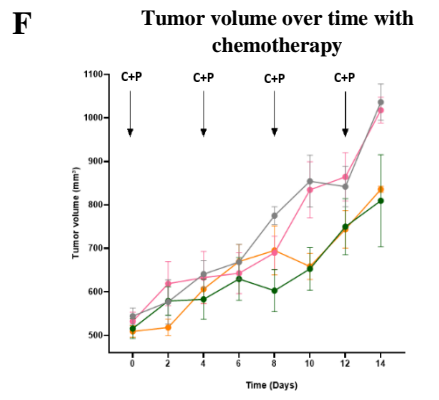 F
Tumor volume over time with
chemotherapy
C+P C+P C+P C+P
1100
1000
900
800
700
600
500
Tumor volume (mm³)
0 2 4 6 8 10 12 14
Time (Days)